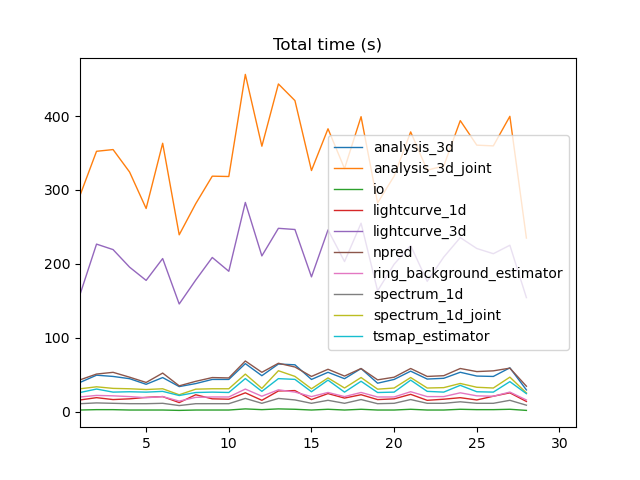 Total time (s)
400
300
200
100
0
analysis_3d
analysis_3d_joint
io
lightcurve_1d
lightcurve_3d
npred
ring_background_estimator
spectrum_1d
spectrum_1d_joint
tsmap_estimator
5 10 15 20 25 30